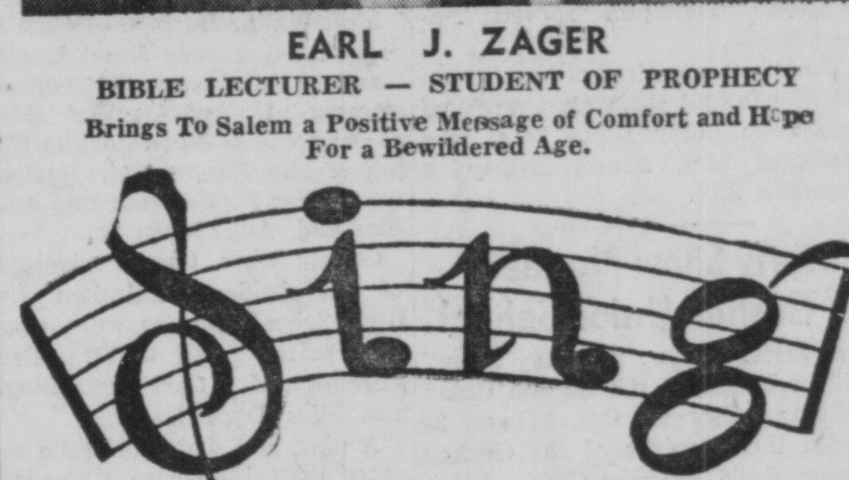 EARL J. ZAGER
BIBLE LECTURER — STUDENT OF PROPHECY
Brings To Salem a Positive Message of Comfort and Hope
For a Bewildered Age.
Sing